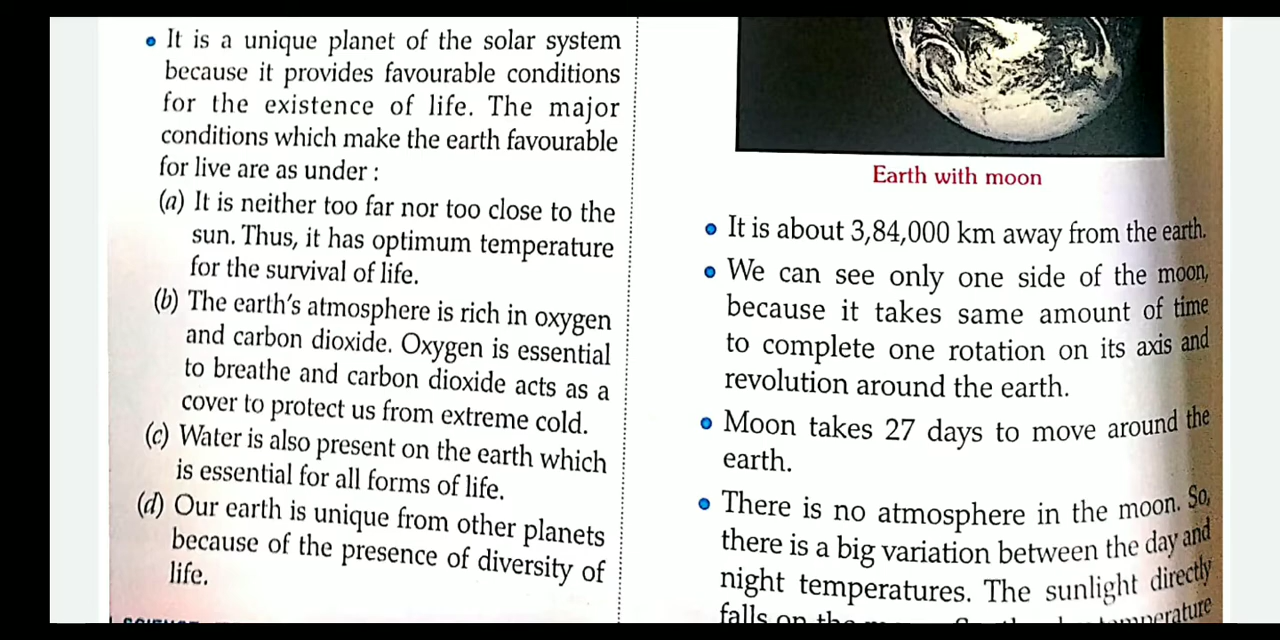 • It is a unique planet of the solar system
because it provides favourable conditions
for the existence of life. The major
conditions which make the earth favourable
for live are as under :
(a) It is neither too far nor too close to the
sun. Thus, it has optimum temperature
for the survival of life.
(b) The earth's atmosphere is rich in oxygen
and carbon dioxide. Oxygen is essential
to breathe and carbon dioxide acts as a
cover to protect us from extreme cold.
(c) Water is also present on the earth which
is essential for all forms of life.
(d) Our earth is unique from other planets
because of the presence of diversity of
life.
Earth with moon
• It is about 3,84,000 km away from the earth.
• We can see only one side of the moon,
because it takes same amount of time
to complete one rotation on its axis and
revolution around the earth.
• Moon takes 27 days to move around the
earth.
• There is no atmosphere in the moon. So,
there is a big variation between the day and
night temperatures. The sunlight directly
falls on the